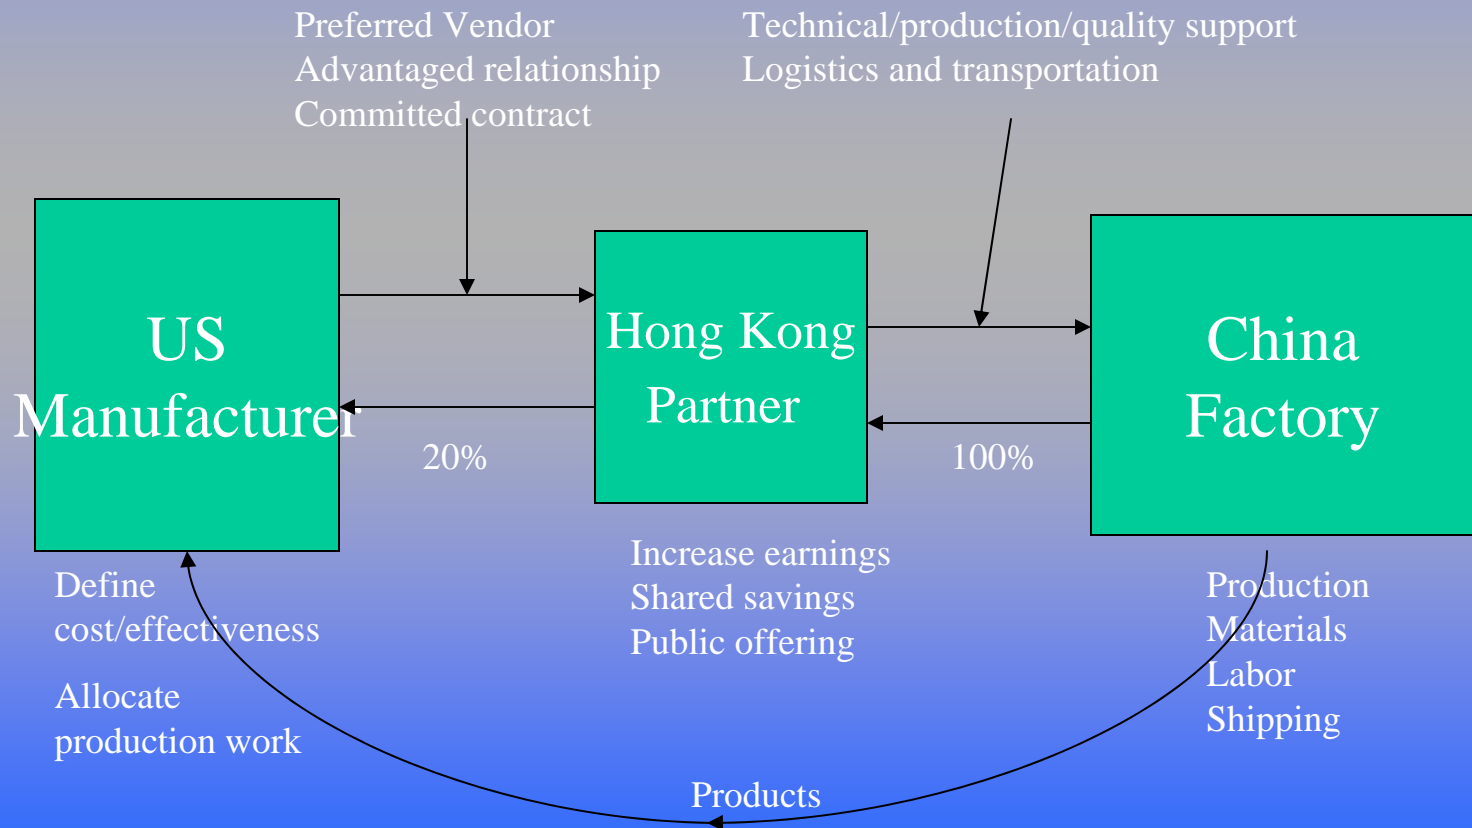 Preferred Vendor
Advantaged relationship
Committed contract
Technical/production/quality support
Logistics and transportation
US
Manufacturer
Hong Kong
Partner
China
Factory
20%
100%
Define
cost/effectiveness
Allocate
production work
Increase earnings
Shared savings
Public offering
Production
Materials
Labor
Shipping
Products